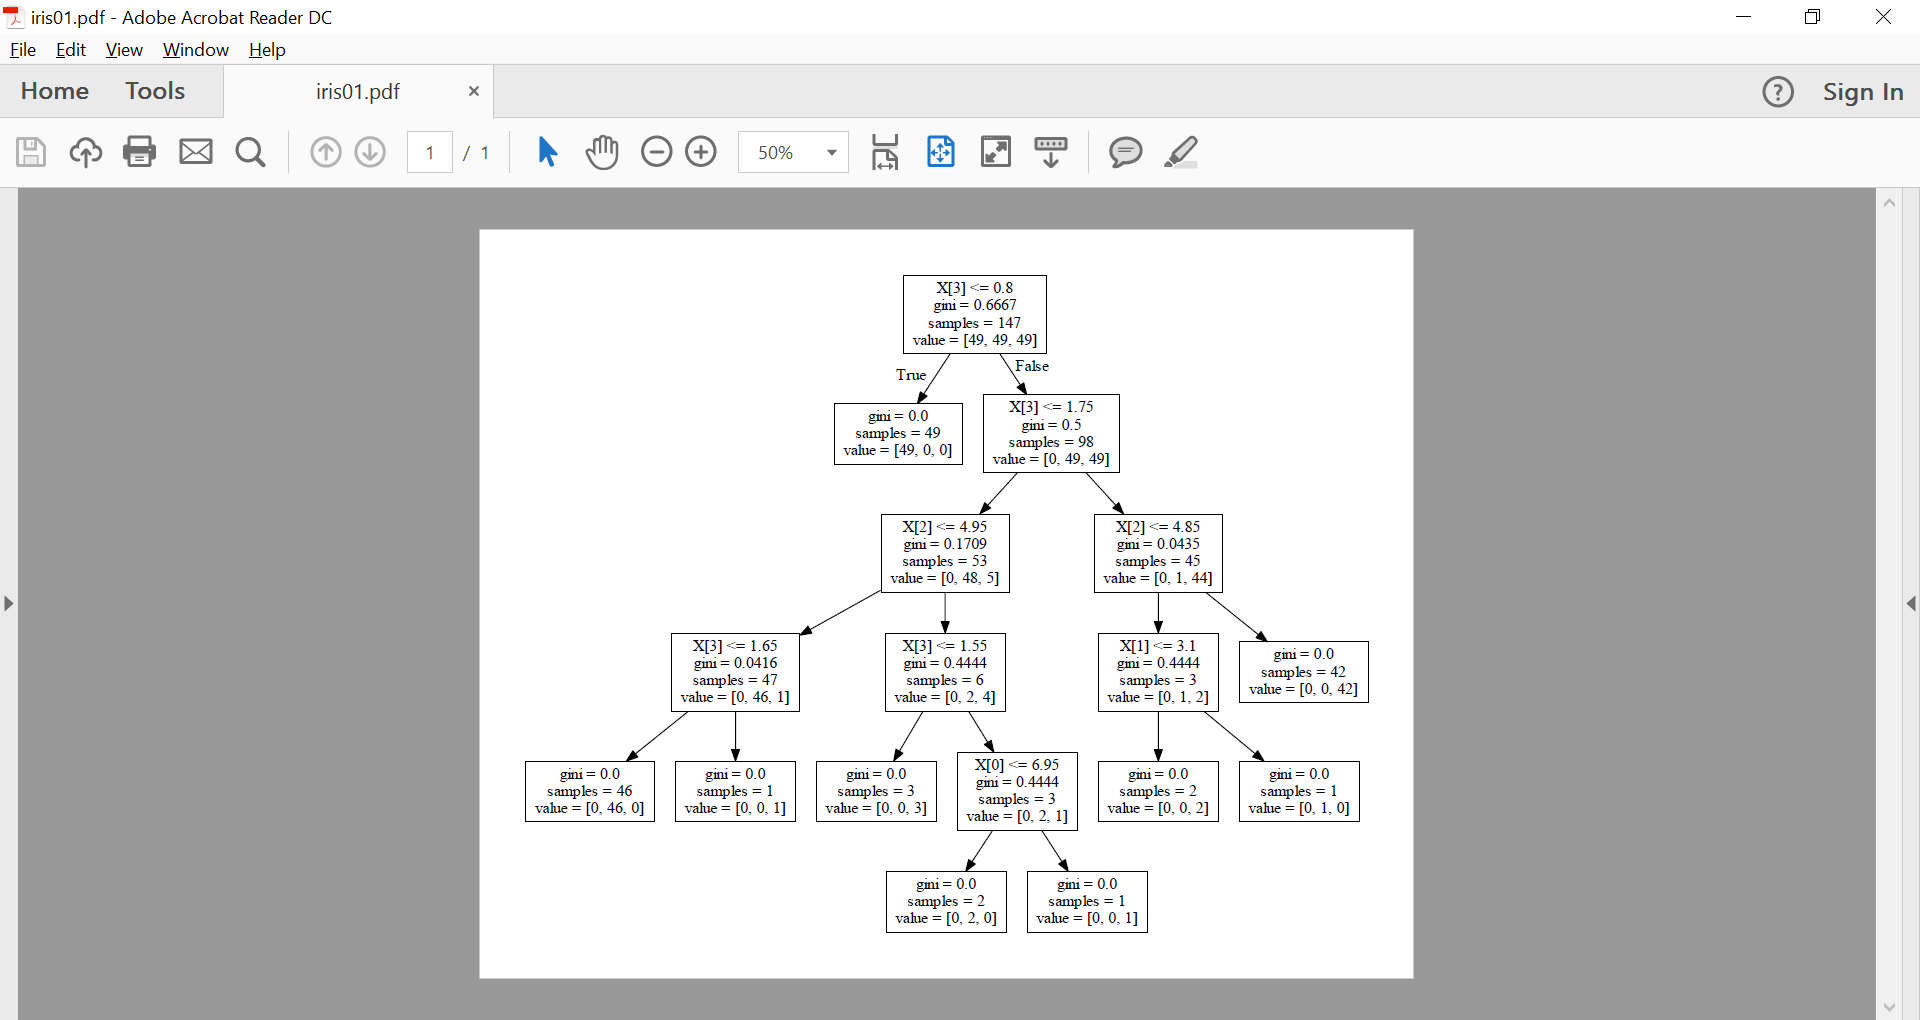 iris01.pdf - Adobe Acrobat Reader DC
File Edit View Window Help
Home Tools iris01.pdf × ? Sign In
1 / 1 50%
X[3] <= 0.8
gini = 0.6667
samples = 147
value = [49, 49, 49]
True
False
gini = 0.0
samples = 49
value = [49, 0, 0]
X[3] <= 1.75
gini = 0.5
samples = 98
value = [0, 49, 49]
X[2] <= 4.95
gini = 0.1709
samples = 53
value = [0, 48, 5]
X[2] <= 4.85
gini = 0.0435
samples = 45
value = [0, 1, 44]
X[3] <= 1.65
gini = 0.0416
samples = 47
value = [0, 46, 1]
X[3] <= 1.55
gini = 0.4444
samples = 6
value = [0, 2, 4]
X[1] <= 3.1
gini = 0.4444
samples = 3
value = [0, 1, 2]
gini = 0.0
samples = 42
value = [0, 0, 42]
gini = 0.0
samples = 46
value = [0, 46, 0]
gini = 0.0
samples = 1
value = [0, 0, 1]
gini = 0.0
samples = 3
value = [0, 0, 3]
X[0] <= 6.95
gini = 0.4444
samples = 3
value = [0, 2, 1]
gini = 0.0
samples = 2
value = [0, 0, 2]
gini = 0.0
samples = 1
value = [0, 1, 0]
gini = 0.0
samples = 2
value = [0, 2, 0]
gini = 0.0
samples = 1
value = [0, 0, 1]